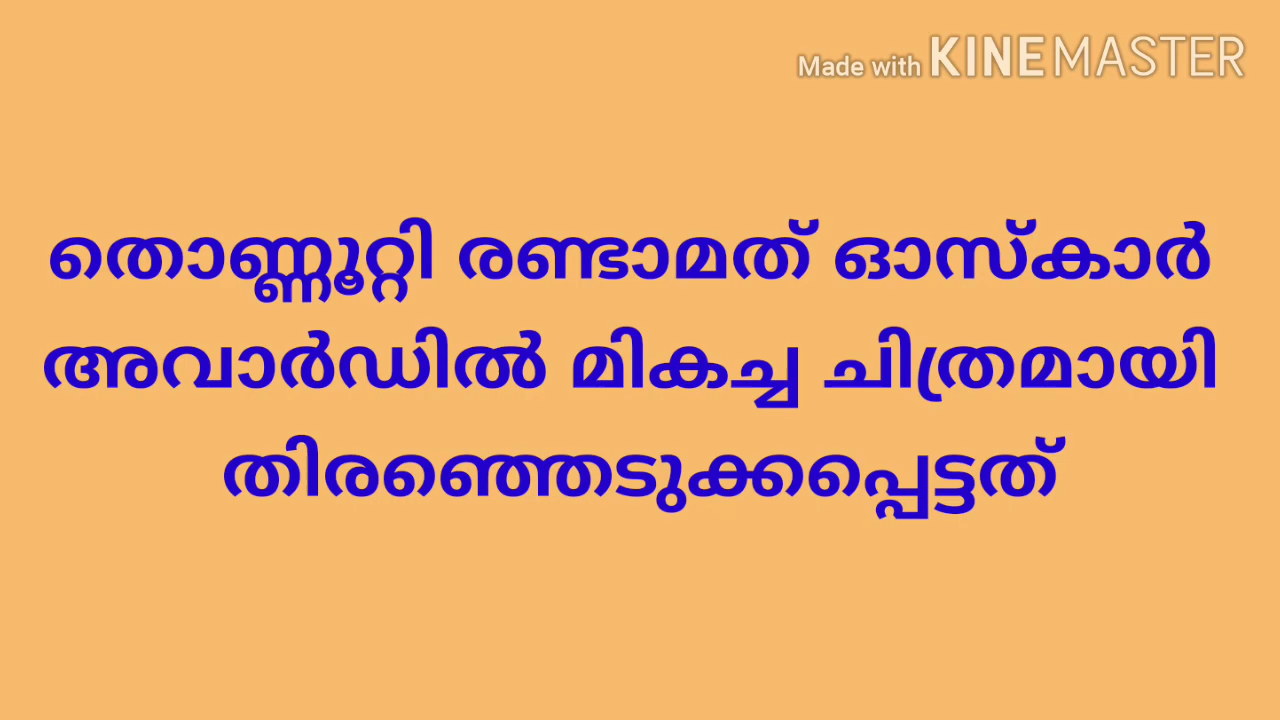 Made with KINEMASTER
തൊണ്ണൂറ്റി രണ്ടാമത് ഓസ്കാർ
അവാർഡിൽ മികച്ച ചിത്രമായി
തിരഞ്ഞെടുക്കപ്പെട്ടത്